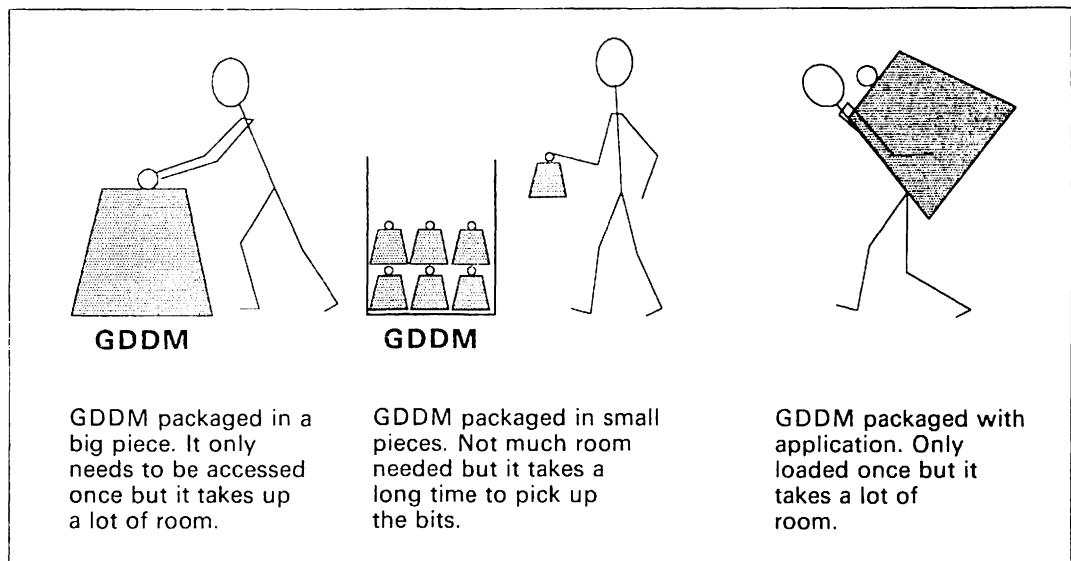 GDDM
GDDM
GDDM packaged in a
big piece. It only
needs to be accessed
once but it takes up
a lot of room.
GDDM packaged in small
pieces. Not much room
needed but it takes a
long time to pick up
the bits.
GDDM packaged with
application. Only
loaded once but it
takes a lot of
room.